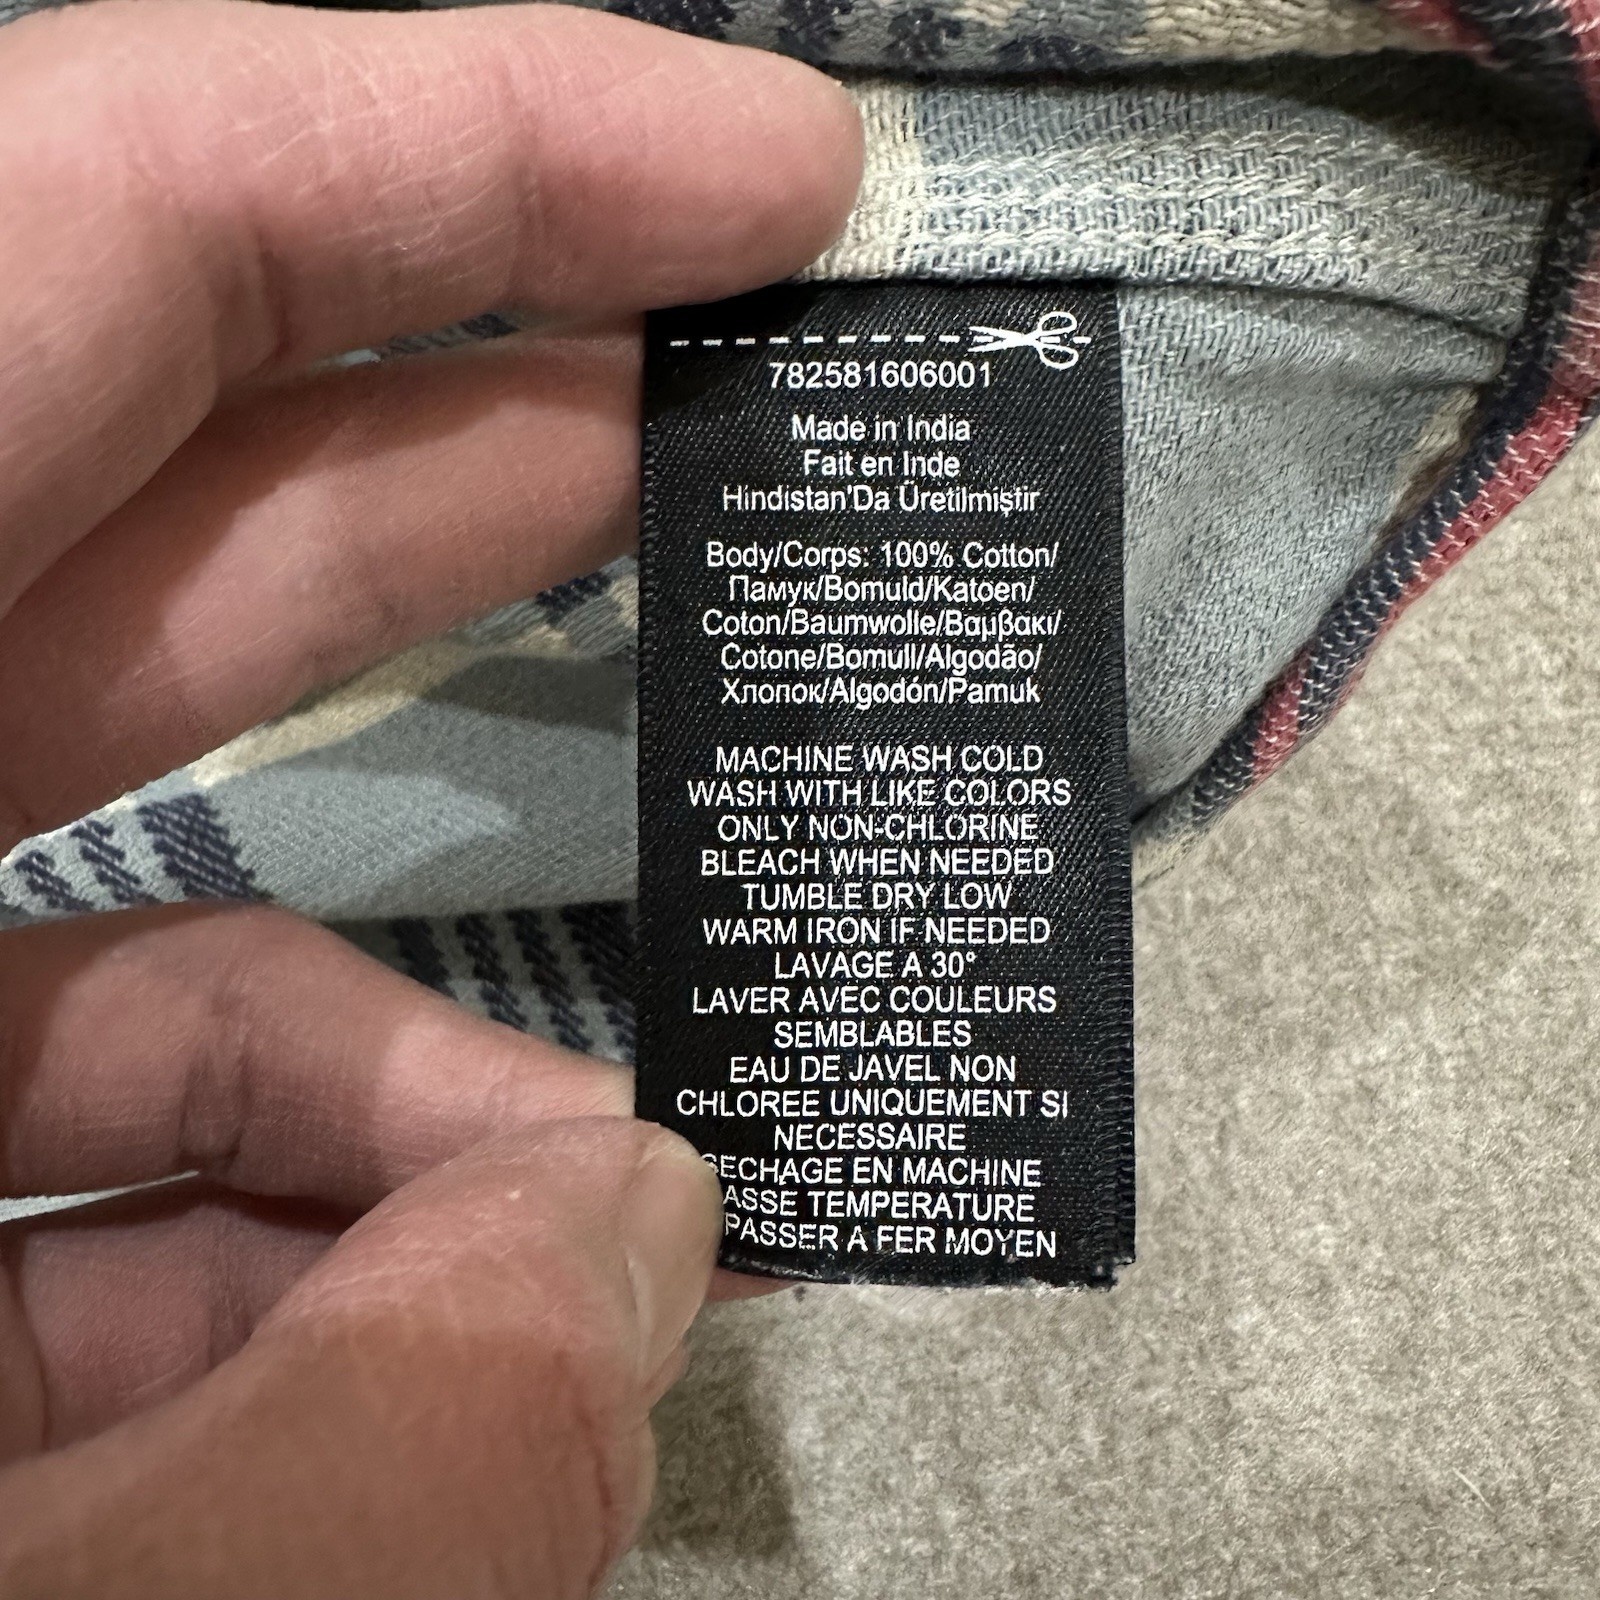 782581606001
Made in India
Fait en Inde
Hindistan'Da Üretilmiştir
Body/Corps: 100% Cotton/
Памук/Bomuld/Katoen/
Coton/Baumwolle/Βαμβακι/
Cotone/Bomull/Algodão/
Хлопок/Algodón/Pamuk
MACHINE WASH COLD
WASH WITH LIKE COLORS
ONLY NON-CHLORINE
BLEACH WHEN NEEDED
TUMBLE DRY LOW
WARM IRON IF NEEDED
LAVAGE A 30°
LAVER AVEC COULEURS
SEMBLABLES
EAU DE JAVEL NON
CHLOREE UNIQUEMENT SI
NECESSAIRE
SECHAGE EN MACHINE
ASSE TEMPERATURE
PASSER A FER MOYEN